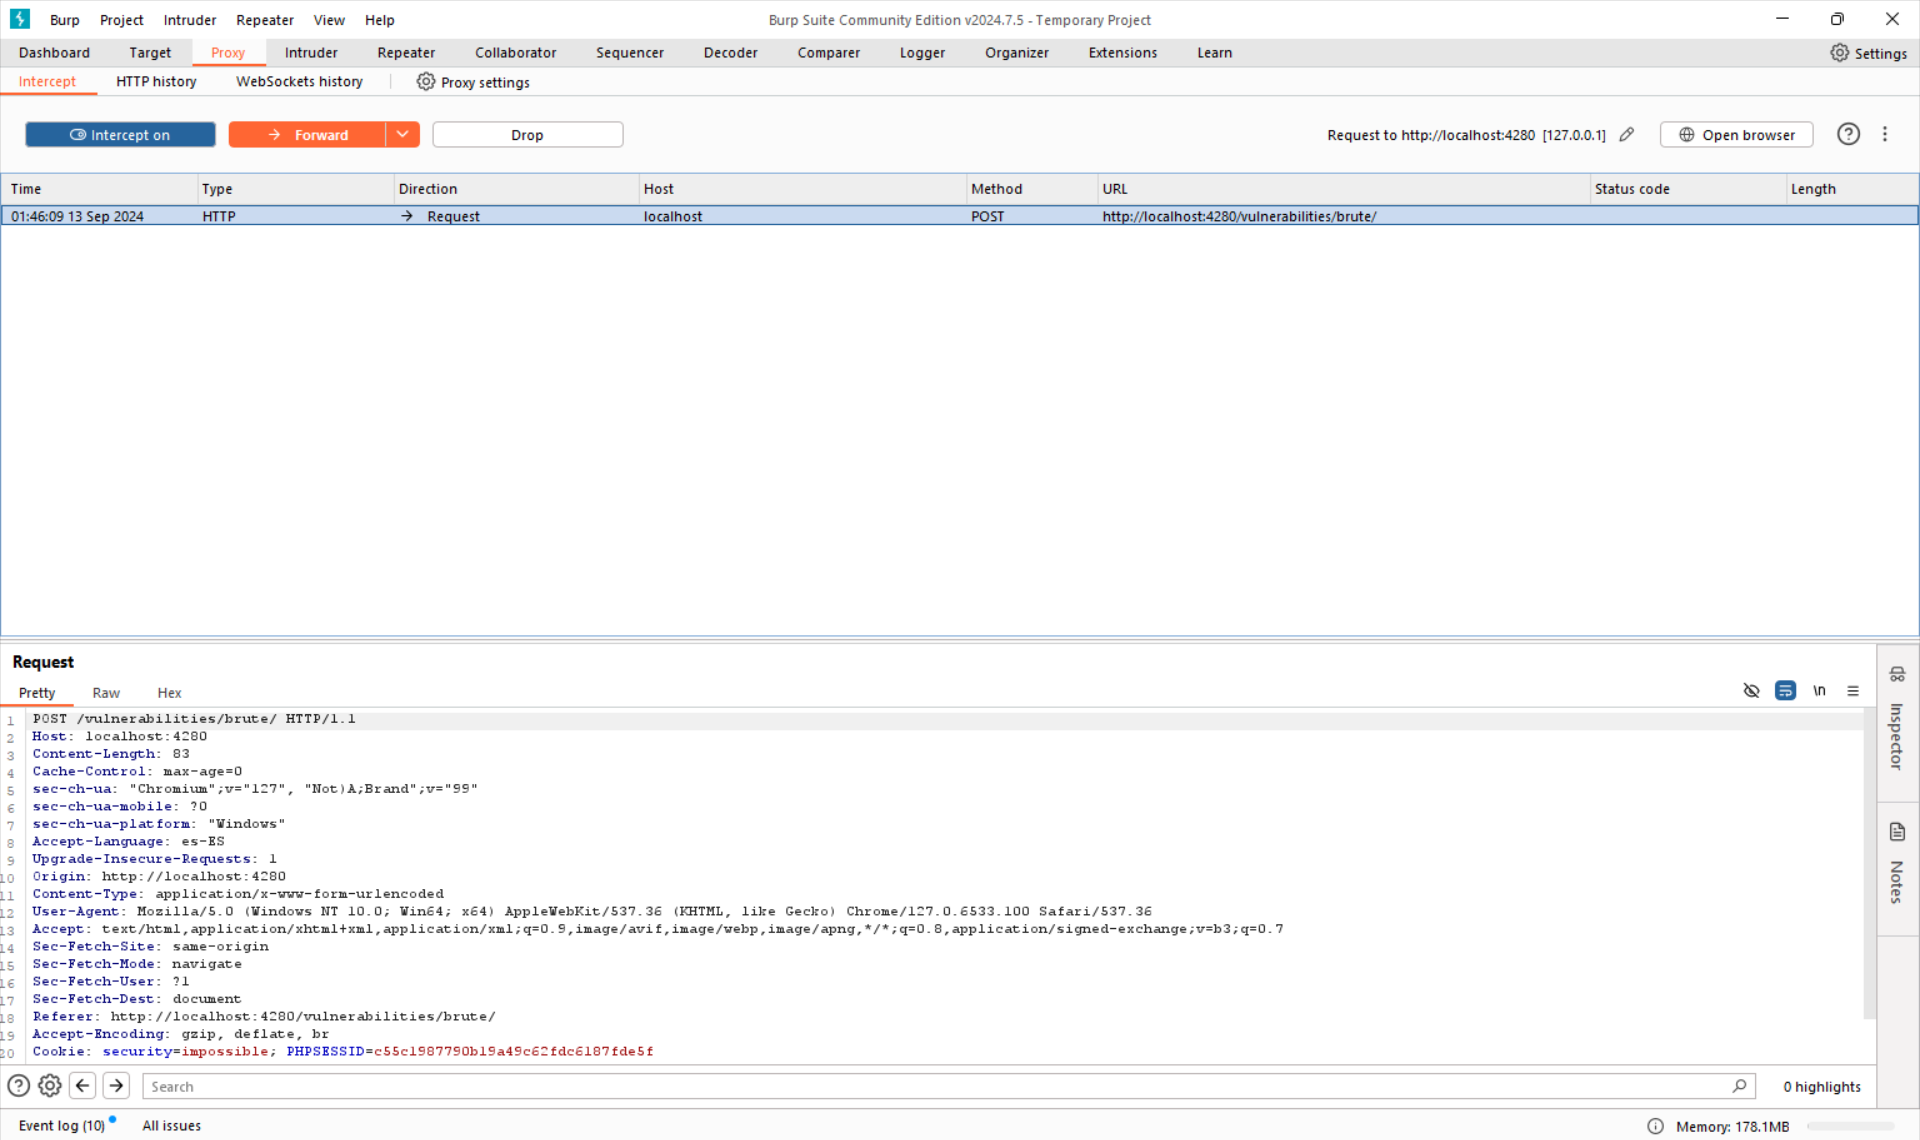 Burp Project Intruder Repeater View Help Burp Suite Community Edition v2024.7.5 - Temporary Project
Dashboard Target Proxy Intruder Repeater Collaborator Sequencer Decoder Comparer Logger Organizer Extensions Learn Settings
Intercept HTTP history WebSockets history Proxy settings
Intercept on Forward Drop Request to http://localhost:4280 [127.0.0.1] Open browser
Time Type Direction Host Method URL Status code Length
01:46:09 13 Sep 2024 HTTP → Request localhost POST http://localhost:4280/vulnerabilities/brute/
Request
Pretty Raw Hex \n
1 POST /vulnerabilities/brute/ HTTP/1.1
2 Host: localhost:4280
3 Content-Length: 83
4 Cache-Control: max-age=0
5 sec-ch-ua: "Chromium";v="127", "Not)A;Brand";v="99"
6 sec-ch-ua-mobile: ?0
7 sec-ch-ua-platform: "Windows"
8 Accept-Language: es-ES
9 Upgrade-Insecure-Requests: 1
10 Origin: http://localhost:4280
11 Content-Type: application/x-www-form-urlencoded
12 User-Agent: Mozilla/5.0 (Windows NT 10.0; Win64; x64) AppleWebKit/537.36 (KHTML, like Gecko) Chrome/127.0.6533.100 Safari/537.36
13 Accept: text/html,application/xhtml+xml,application/xml;q=0.9,image/avif,image/webp,image/apng,*/*;q=0.8,application/signed-exchange;v=b3;q=0.7
14 Sec-Fetch-Site: same-origin
15 Sec-Fetch-Mode: navigate
16 Sec-Fetch-User: ?1
17 Sec-Fetch-Dest: document
18 Referer: http://localhost:4280/vulnerabilities/brute/
19 Accept-Encoding: gzip, deflate, br
20 Cookie: security=impossible; PHPSESSID=c55c1987790b19a49c62fdc6187fde5f
Inspector
Notes
Search 0 highlights
Event log (10) All issues Memory: 178.1MB